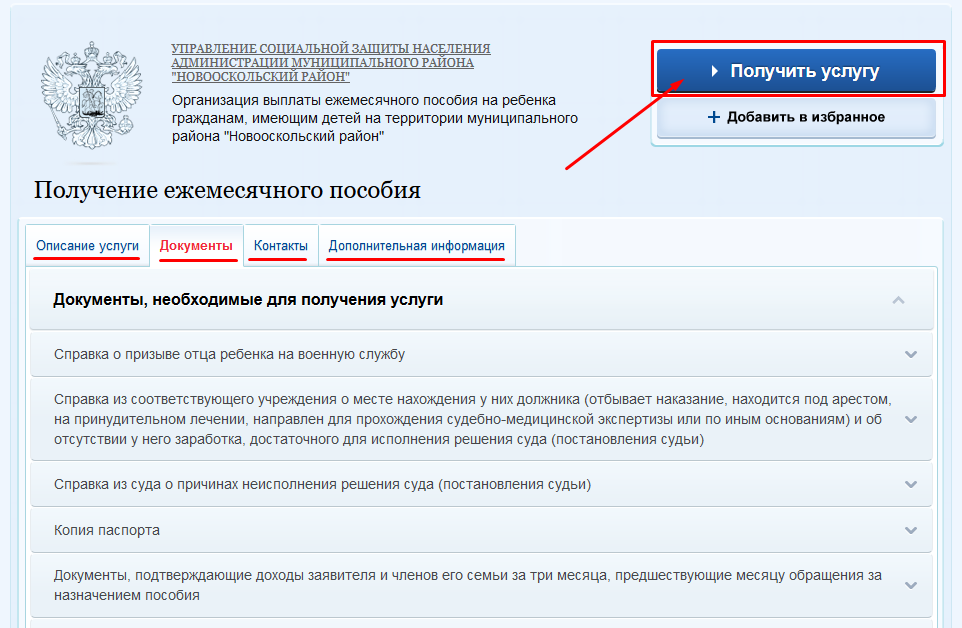 УПРАВЛЕНИЕ СОЦИАЛЬНОЙ ЗАЩИТЫ НАСЕЛЕНИЯ
АДМИНИСТРАЦИИ МУНИЦИПАЛЬНОГО РАЙОНА
"НОВООСКОЛЬСКИЙ РАЙОН"
Организация выплаты ежемесячного пособия на ребенка
гражданам, имеющим детей на территории муниципального
района "Новооскольский район"
Получить услугу
+ Добавить в избранное
Получение ежемесячного пособия
Описание услуги Документы Контакты Дополнительная информация
Документы, необходимые для получения услуги
Справка о призыве отца ребенка на военную службу
Справка из соответствующего учреждения о месте нахождения у них должника (отбывает наказание, находится под арестом,
на принудительном лечении, направлен для прохождения судебно-медицинской экспертизы или по иным основаниям) и об
отсутствии у него заработка, достаточного для исполнения решения суда (постановления судьи)
Справка из суда о причинах неисполнения решения суда (постановления судьи)
Копия паспорта
Документы, подтверждающие доходы заявителя и членов его семьи за три месяца, предшествующие месяцу обращения за
назначением пособия